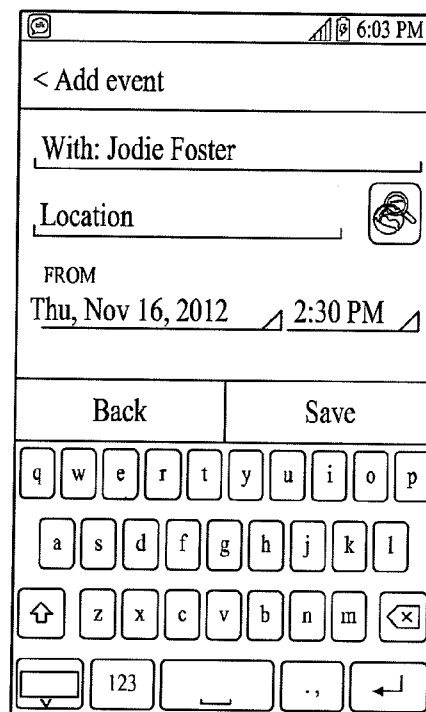 6:03 PM
< Add event
With: Jodie Foster
Location
FROM
Thu, Nov 16, 2012 2:30 PM
Back Save
q w e r t y u i o p
a s d f g h j k l
z x c v b n m
123 . ,